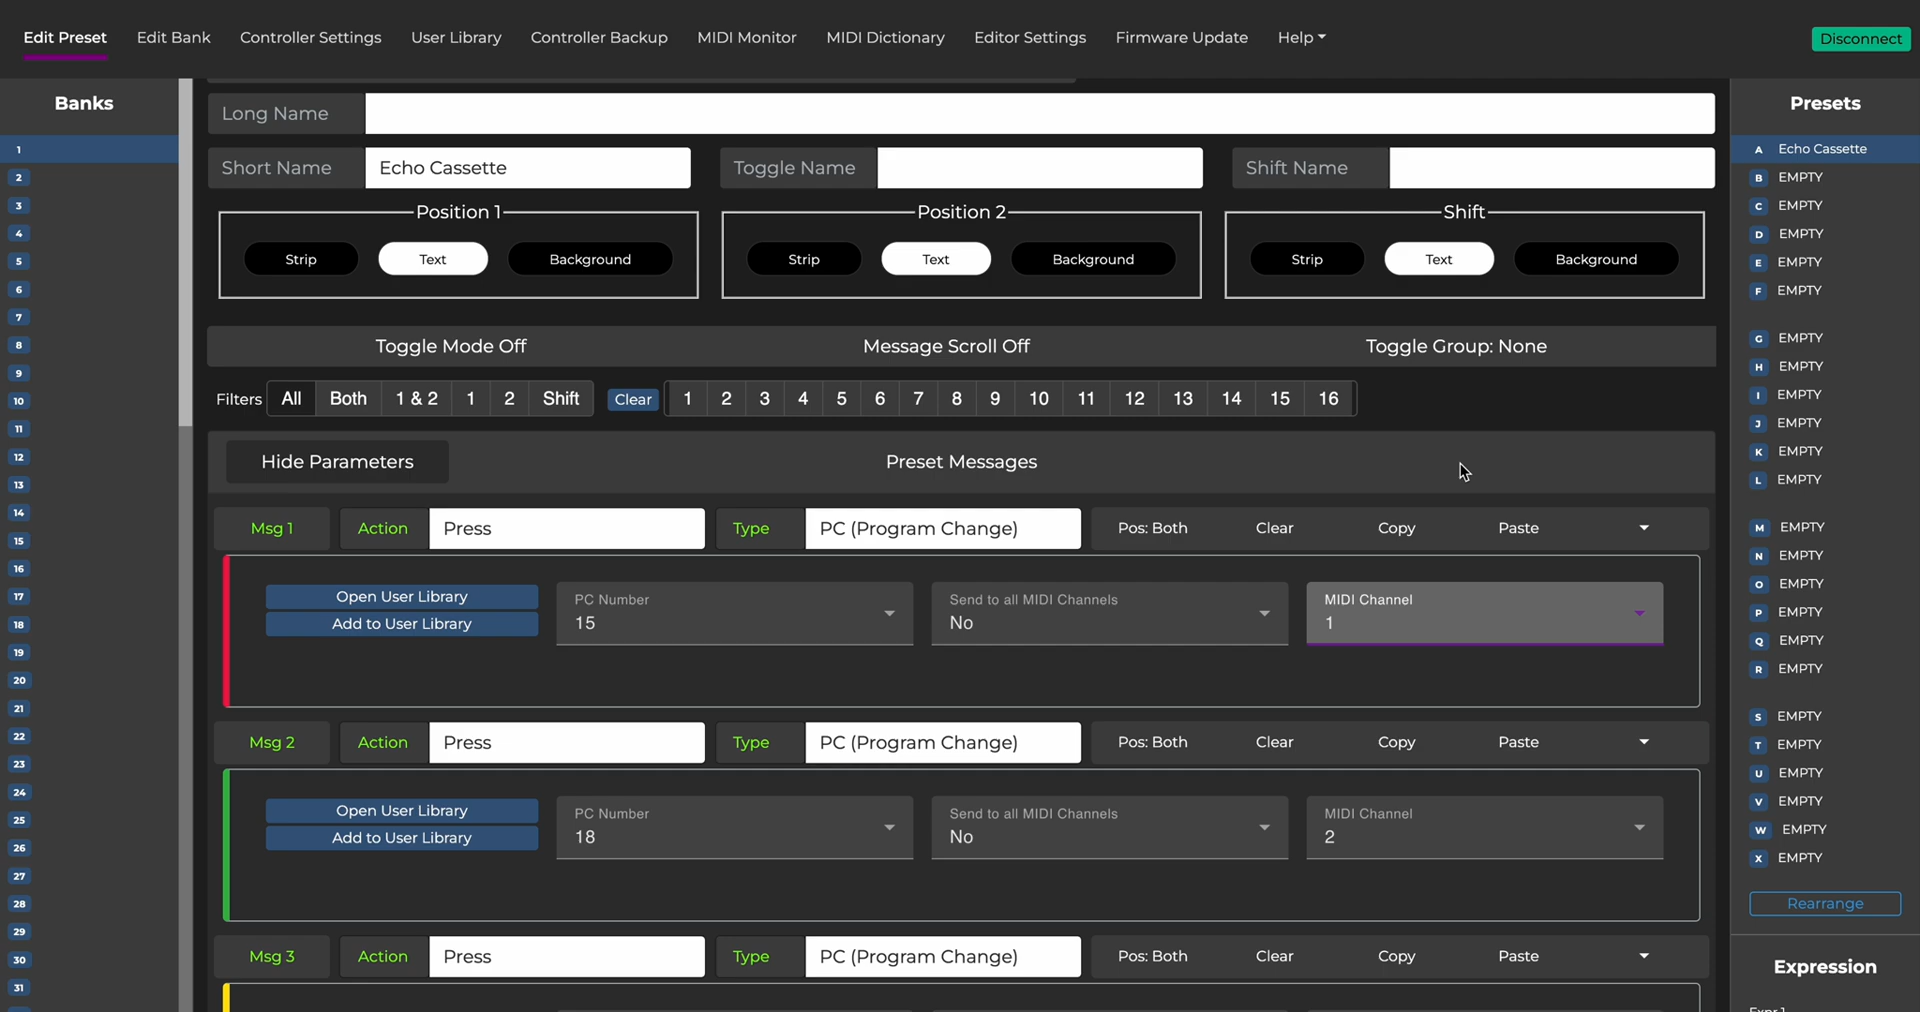 Edit Preset Edit Bank Controller Settings User Library Controller Backup MIDI Monitor MIDI Dictionary Editor Settings Firmware Update Help Disconnect
Banks
1
2
3
4
5
6
7
8
9
10
11
12
13
14
15
16
17
18
19
20
21
22
23
24
25
26
27
28
29
30
31
Long Name
Short Name Echo Cassette Toggle Name Shift Name
Position 1 Position 2 Shift
Strip Text Background Strip Text Background Strip Text Background
Toggle Mode Off Message Scroll Off Toggle Group: None
Filters All Both 1 & 2 1 2 Shift Clear 1 2 3 4 5 6 7 8 9 10 11 12 13 14 15 16
Hide Parameters Preset Messages
Msg 1 Action Press Type PC (Program Change) Pos: Both Clear Copy Paste
Open User Library
Add to User Library
PC Number
15
Send to all MIDI Channels
No
MIDI Channel
1
Msg 2 Action Press Type PC (Program Change) Pos: Both Clear Copy Paste
Open User Library
Add to User Library
PC Number
18
Send to all MIDI Channels
No
MIDI Channel
2
Msg 3 Action Press Type PC (Program Change) Pos: Both Clear Copy Paste
Presets
A Echo Cassette
B EMPTY
C EMPTY
D EMPTY
E EMPTY
F EMPTY
G EMPTY
H EMPTY
I EMPTY
J EMPTY
K EMPTY
L EMPTY
M EMPTY
N EMPTY
O EMPTY
P EMPTY
Q EMPTY
R EMPTY
S EMPTY
T EMPTY
U EMPTY
V EMPTY
W EMPTY
X EMPTY
Rearrange
Expression